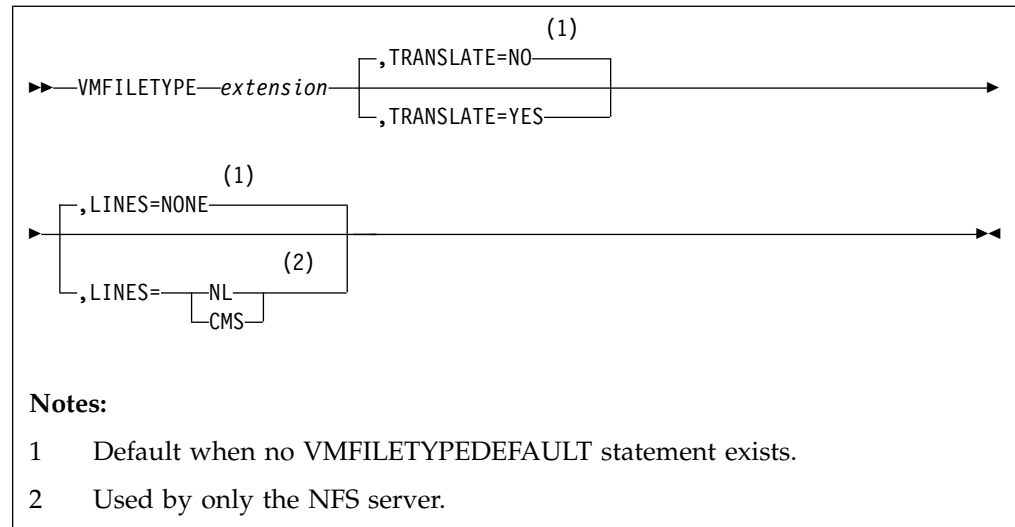 (1)
,TRANSLATE=NO
VMFILETYPE extension
,TRANSLATE=YES
(1)
,LINES=NONE
(2)
,LINES= NL
CMS
Notes:
1 Default when no VMFILETYPEDEFAULT statement exists.
2 Used by only the NFS server.